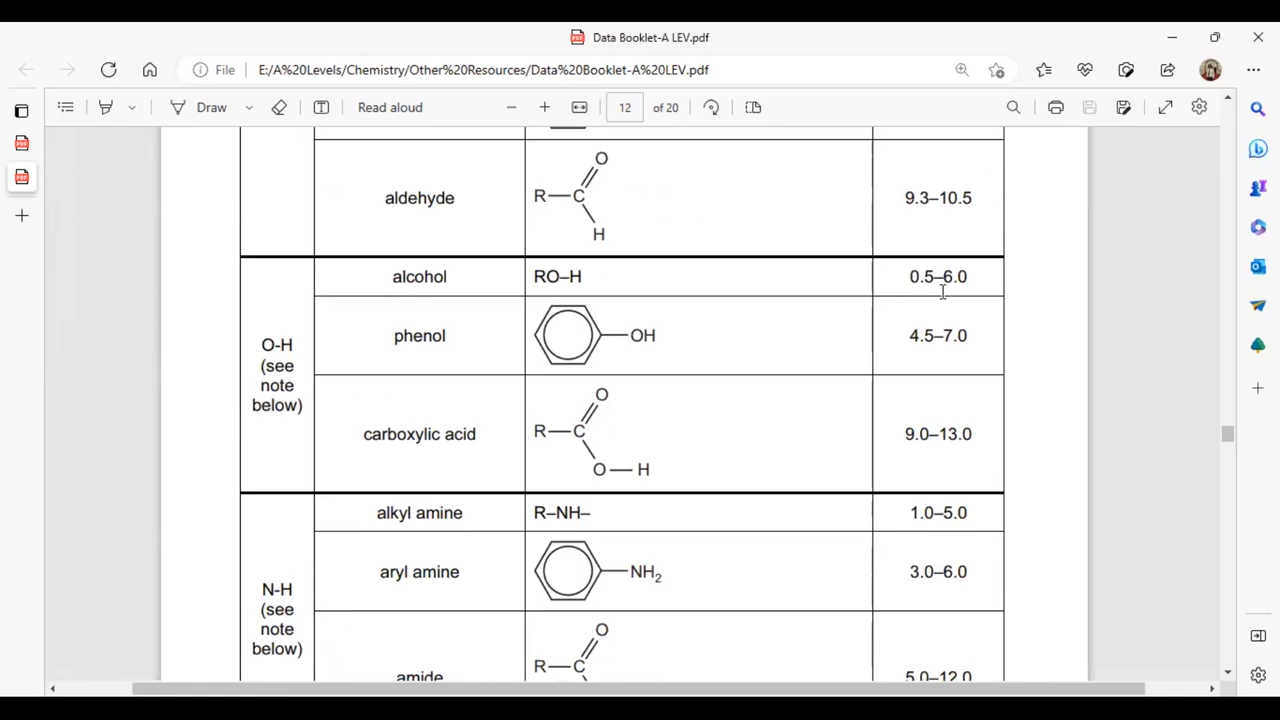 Data Booklet-A LEV.pdf
File E:/A%20Levels/Chemistry/Other%20Resources/Data%20Booklet-A%20LEV.pdf
Draw Read aloud 12 of 20
aldehyde R–C O H 9.3–10.5
O-H
(see
note
below)
alcohol RO–H 0.5–6.0
phenol OH 4.5–7.0
carboxylic acid R–C O O–H 9.0–13.0
N-H
(see
note
below)
alkyl amine R–NH– 1.0–5.0
aryl amine NH₂ 3.0–6.0
amide R–C O 5.0–12.0